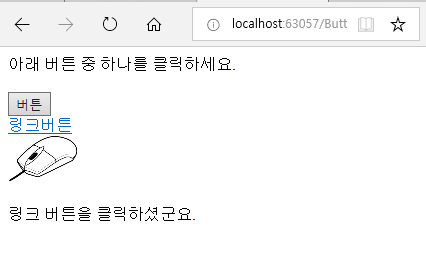 localhost:63057/Butt
아래 버튼 중 하나를 클릭하세요.
버튼
링크버튼
링크 버튼을 클릭하셨군요.